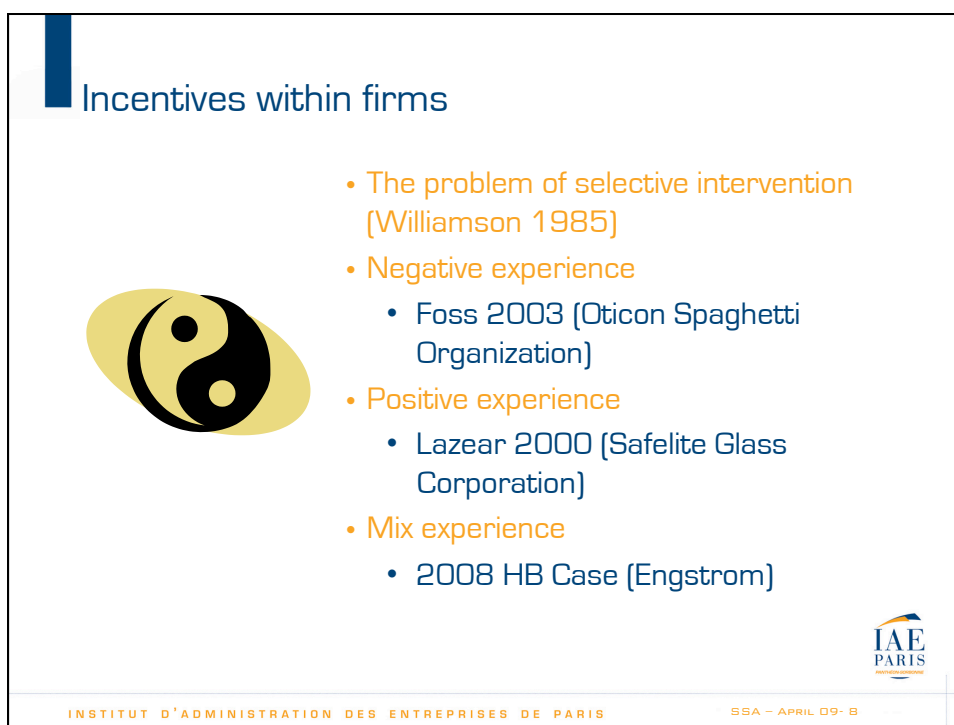 Incentives within firms
• The problem of selective intervention
(Williamson 1985)
• Negative experience
• Foss 2003 (Oticon Spaghetti
Organization)
• Positive experience
• Lazear 2000 (Safelite Glass
Corporation)
• Mix experience
• 2008 HB Case (Engstrom)
IAE
PARIS
INSTITUT D'ADMINISTRATION DES ENTREPRISES DE PARIS
SSA – APRIL 09- 8